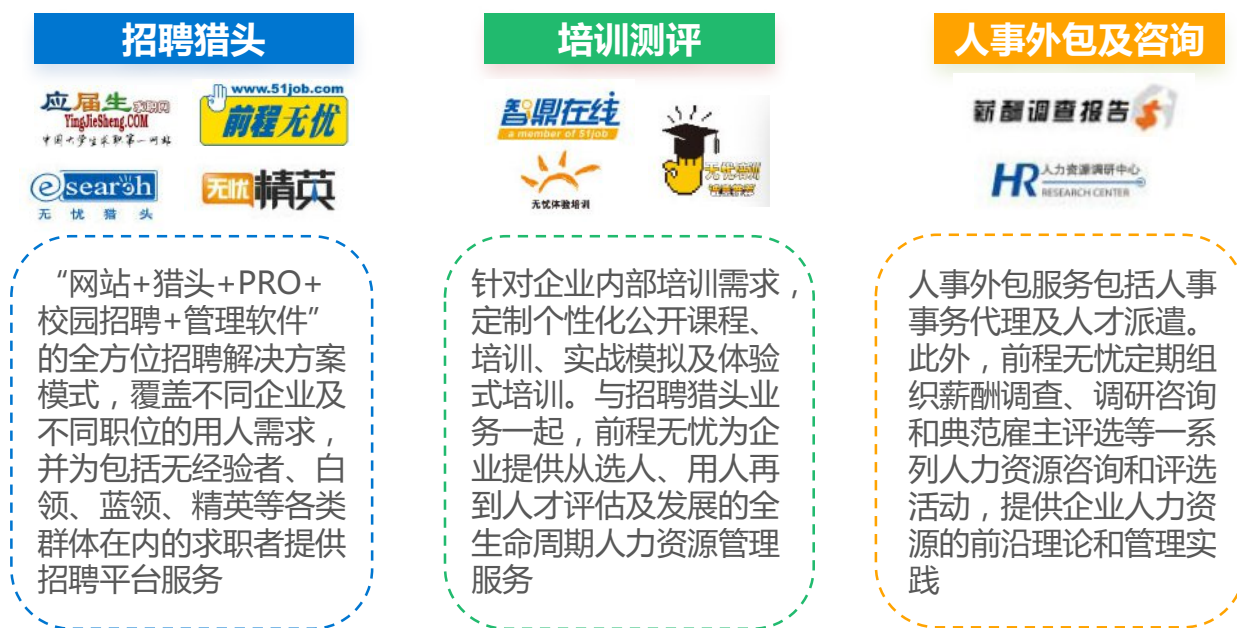 招聘猎头
应届生求职网
YingJieSheng.COM
中国大学生求职第一网站
www.51job.com
前程无忧
esearch
无忧猎头
无忧精英
“网站+猎头+PRO+
校园招聘+管理软件”
的全方位招聘解决方案
模式，覆盖不同企业及
不同职位的用人需求，
并为包括无经验者、白
领、蓝领、精英等各类
群体在内的求职者提供
招聘平台服务
培训测评
智鼎在线
a member of 51job
无忧体验培训
无忧培训
针对企业内部培训需求，
定制个性化公开课程、
培训、实战模拟及体验
式培训。与招聘猎头业
务一起，前程无忧为企
业提供从选人、用人再
到人才评估及发展的全
生命周期人力资源管理
服务
人事外包及咨询
薪酬调查报告
HR
人力资源调研中心
RESEARCH CENTER
人事外包服务包括人事
事务代理及人才派遣。
此外，前程无忧定期组
织薪酬调查、调研咨询
和典范雇主评选等一系
列人力资源咨询和评选
活动，提供企业人力资
源的前沿理论和管理实
践